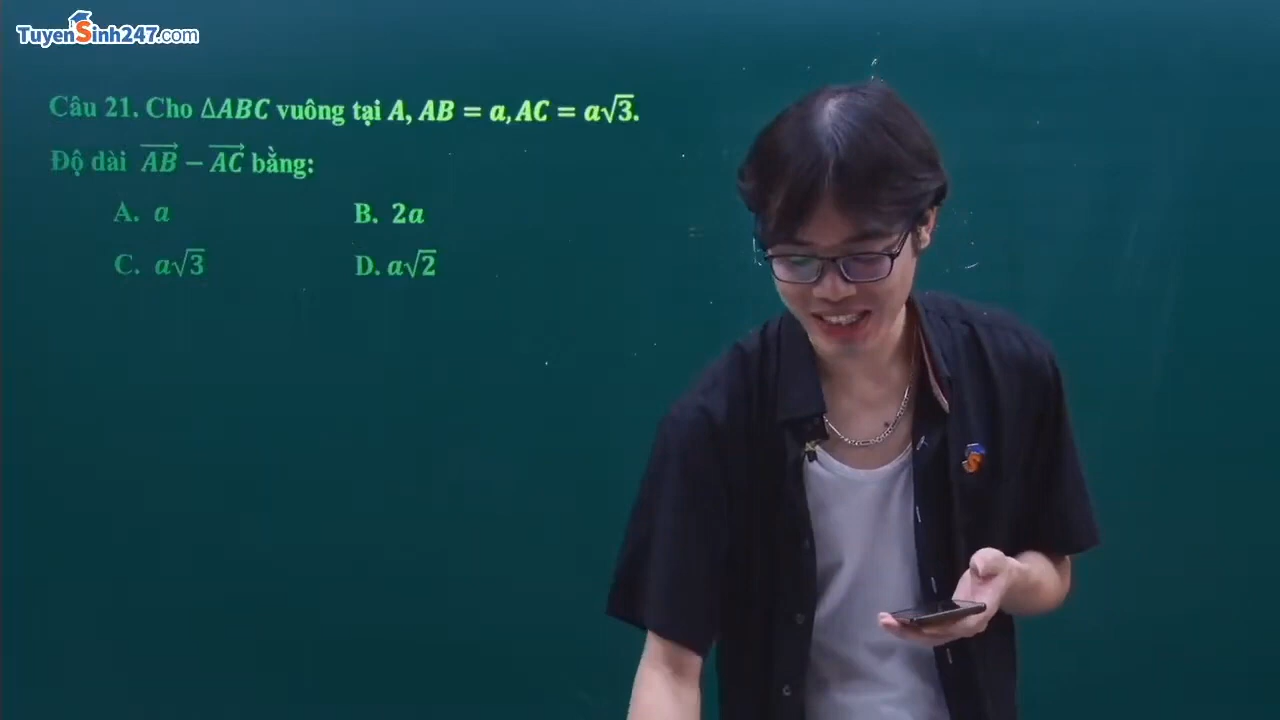 TuyenSinh247.com
Câu 21. Cho ΔABC vuông tại A, AB = a, AC = a√3.
Độ dài \overrightarrow{AB} − \overrightarrow{AC} bằng:
A. a B. 2a
C. a√3 D. a√2